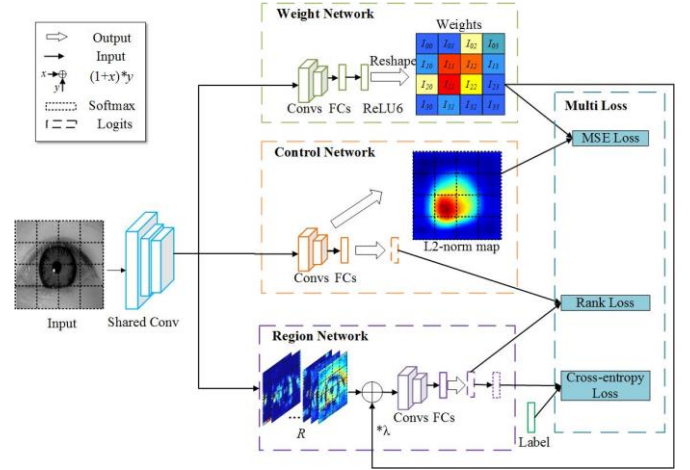 Output
Input
x
y
(1+x)*y
Softmax
Logits
Weight Network
Weights
Reshape
I00 I01 I02 I03
I10 I11 I12 I13
I20 I21 I22 I23
I30 I31 I32 I33
Convs FCs ReLU6
Control Network
L2-norm map
Convs FCs
Input
Shared Conv
Region Network
R
...
*λ
Convs FCs
Label
Multi Loss
MSE Loss
Rank Loss
Cross-entropy
Loss